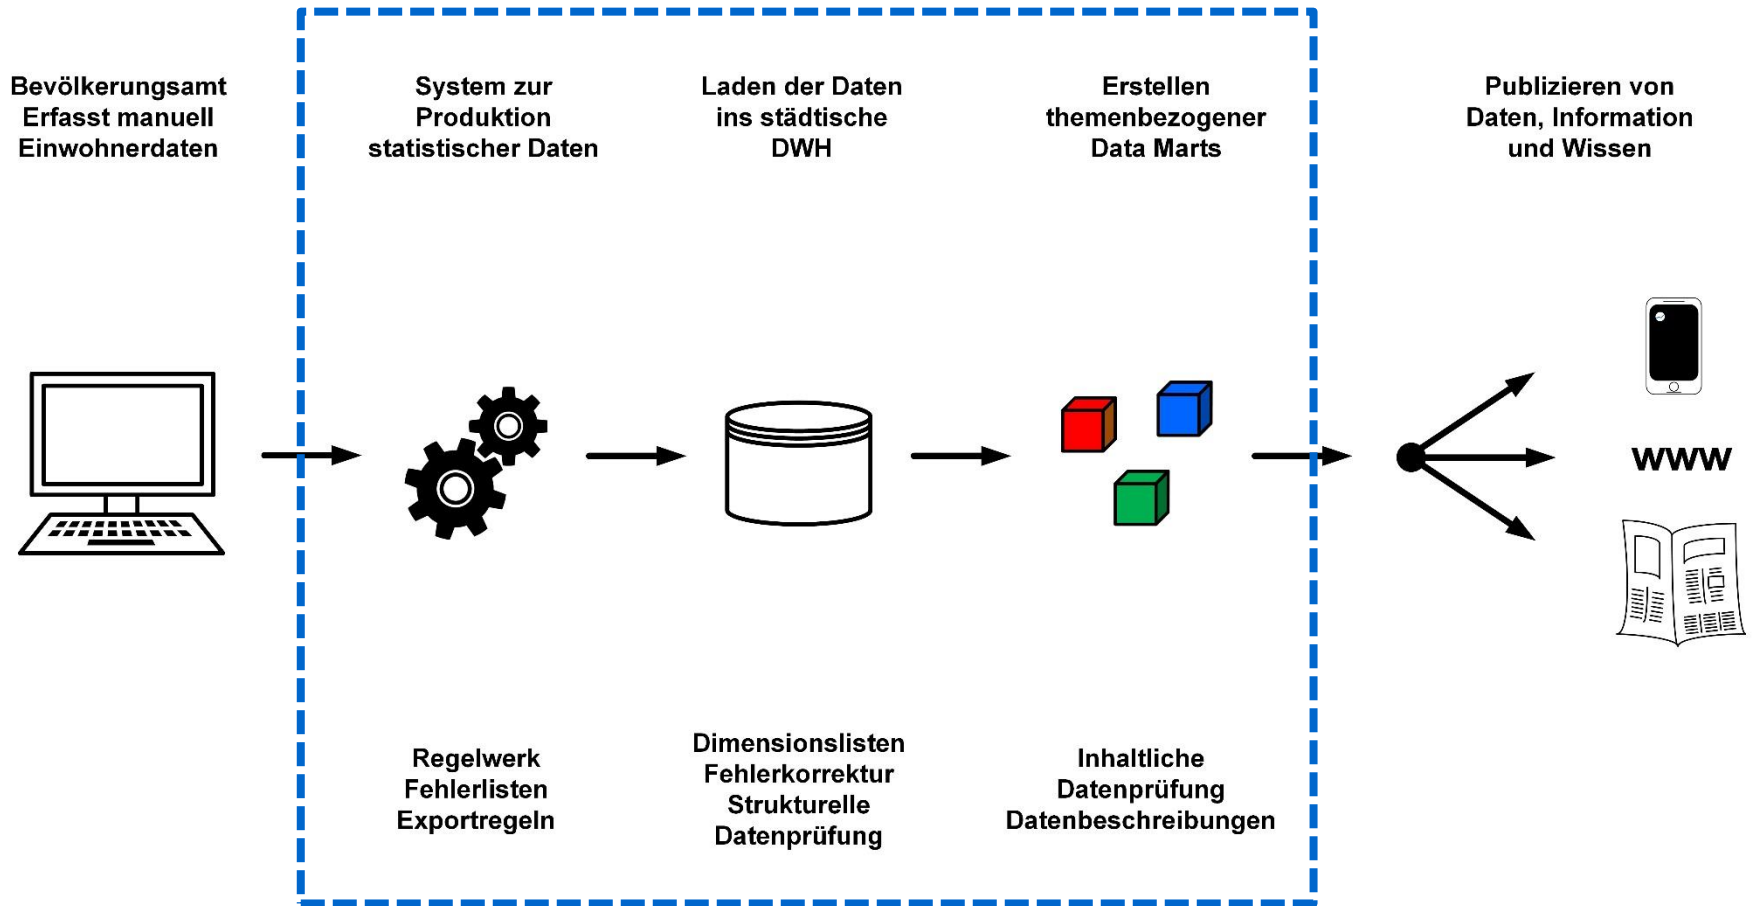 Bevölkerungsamt
Erfasst manuell
Einwohnerdaten
System zur
Produktion
statistischer Daten
Laden der Daten
ins städtische
DWH
Erstellen
themenbezogener
Data Marts
Publizieren von
Daten, Information
und Wissen
www
Regelwerk
Fehlerlisten
Exportregeln
Dimensionslisten
Fehlerkorrektur
Strukturelle
Datenprüfung
Inhaltliche
Datenprüfung
Datenbeschreibungen